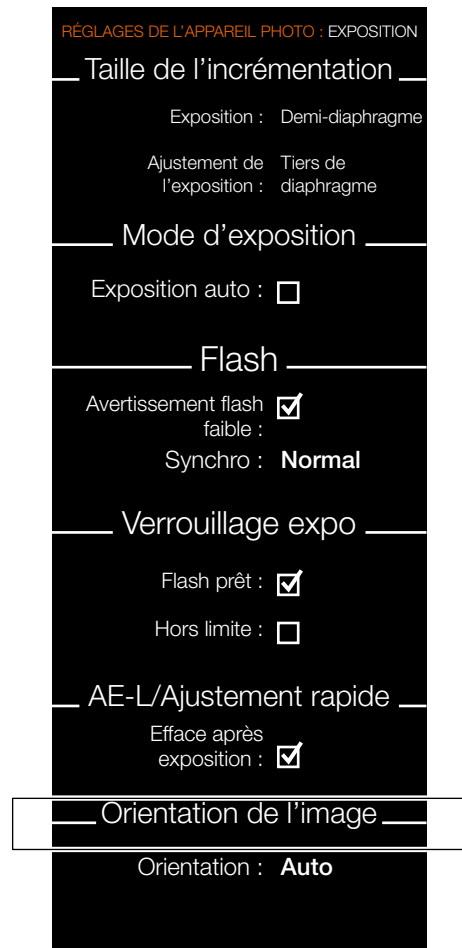 RÉGLAGES DE L'APPAREIL PHOTO : EXPOSITION
Taille de l'incrémentation
Exposition : Demi-diaphragme
Ajustement de Tiers de
l'exposition : diaphragme
Mode d'exposition
Exposition auto :
Flash
Avertissement flash
faible :
Synchro : Normal
Verrouillage expo
Flash prêt :
Hors limite :
AE-L/Ajustement rapide
Efface après
exposition :
Orientation de l'image
Orientation : Auto